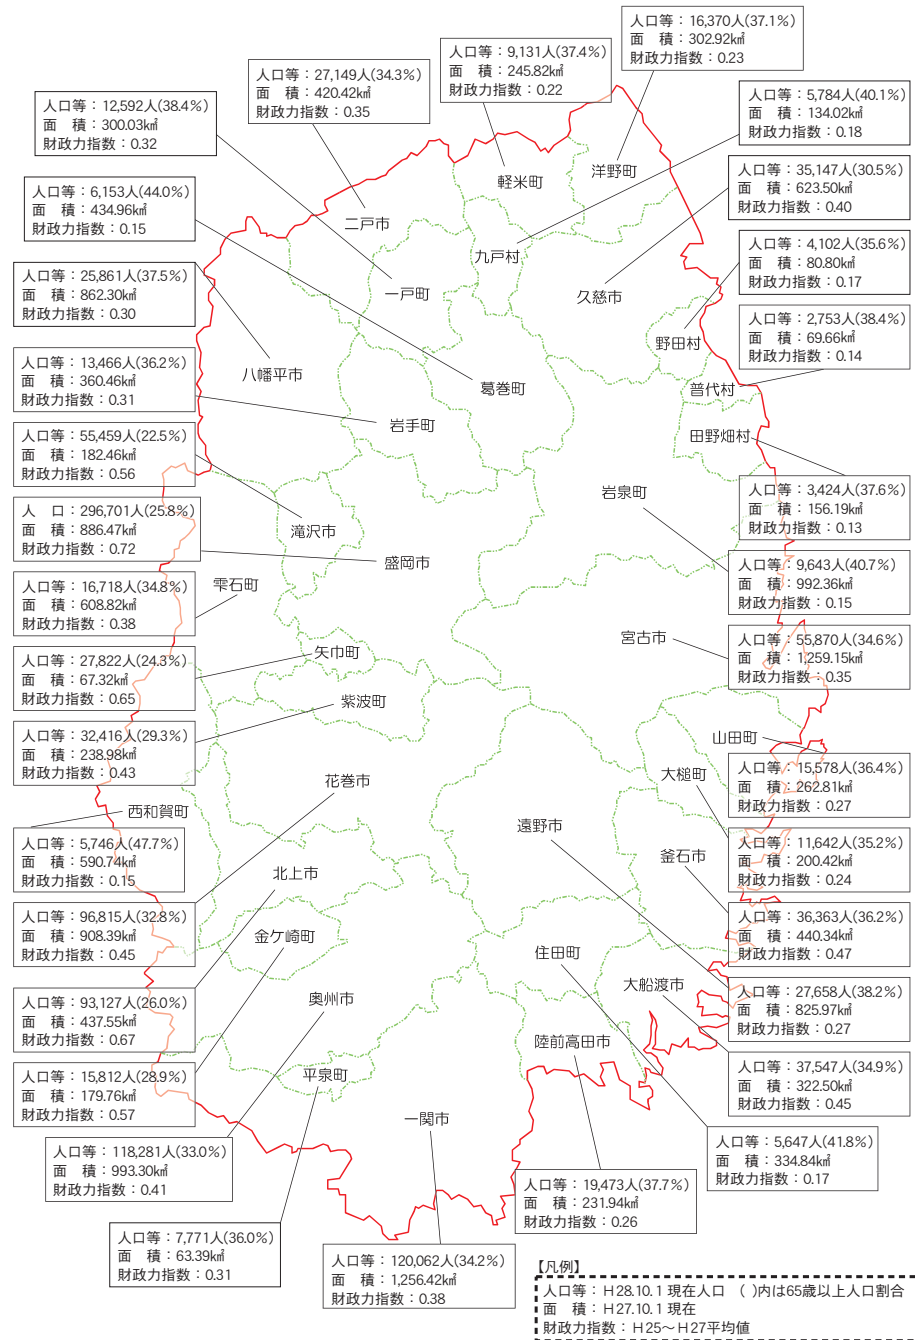 人口等：16,370人(37.1%)
面　積：302.92㎢
財政力指数：0.23
人口等：9,131人(37.4%)
面　積：245.82㎢
財政力指数：0.22
人口等：27,149人(34.3%)
面　積：420.42㎢
財政力指数：0.35
人口等：12,592人(38.4%)
面　積：300.03㎢
財政力指数：0.32
人口等：5,784人(40.1%)
面　積：134.02㎢
財政力指数：0.18
人口等：6,153人(44.0%)
面　積：434.96㎢
財政力指数：0.15
人口等：35,147人(30.5%)
面　積：623.50㎢
財政力指数：0.40
軽米町
洋野町
二戸市
九戸村
一戸町
久慈市
人口等：4,102人(35.6%)
面　積：80.80㎢
財政力指数：0.17
人口等：25,861人(37.5%)
面　積：862.30㎢
財政力指数：0.30
人口等：2,753人(38.4%)
面　積：69.66㎢
財政力指数：0.14
野田村
八幡平市
葛巻町
普代村
人口等：13,466人(36.2%)
面　積：360.46㎢
財政力指数：0.31
岩手町
田野畑村
人口等：55,459人(22.5%)
面　積：182.46㎢
財政力指数：0.56
人口等：3,424人(37.6%)
面　積：156.19㎢
財政力指数：0.13
岩泉町
人　口：296,701人(25.8%)
面　積：886.47㎢
財政力指数：0.72
滝沢市
盛岡市
人口等：9,643人(40.7%)
面　積：992.36㎢
財政力指数：0.15
雫石町
人口等：16,718人(34.8%)
面　積：608.82㎢
財政力指数：0.38
宮古市
人口等：55,870人(34.6%)
面　積：1,259.15㎢
財政力指数：0.35
矢巾町
人口等：27,822人(24.3%)
面　積：67.32㎢
財政力指数：0.65
紫波町
人口等：32,416人(29.3%)
面　積：238.98㎢
財政力指数：0.43
山田町
人口等：15,578人(36.4%)
面　積：262.81㎢
財政力指数：0.27
花巻市
大槌町
西和賀町
遠野市
人口等：5,746人(47.7%)
面　積：590.74㎢
財政力指数：0.15
人口等：11,642人(35.2%)
面　積：200.42㎢
財政力指数：0.24
釜石市
北上市
人口等：96,815人(32.8%)
面　積：908.39㎢
財政力指数：0.45
人口等：36,363人(36.2%)
面　積：440.34㎢
財政力指数：0.47
金ケ崎町
住田町
大船渡市
人口等：93,127人(26.0%)
面　積：437.55㎢
財政力指数：0.67
奥州市
人口等：27,658人(38.2%)
面　積：825.97㎢
財政力指数：0.27
陸前高田市
人口等：15,812人(28.9%)
面　積：179.76㎢
財政力指数：0.57
平泉町
人口等：37,547人(34.9%)
面　積：322.50㎢
財政力指数：0.45
一関市
人口等：118,281人(33.0%)
面　積：993.30㎢
財政力指数：0.41
人口等：5,647人(41.8%)
面　積：334.84㎢
財政力指数：0.17
人口等：19,473人(37.7%)
面　積：231.94㎢
財政力指数：0.26
人口等：7,771人(36.0%)
面　積：63.39㎢
財政力指数：0.31
人口等：120,062人(34.2%)
面　積：1,256.42㎢
財政力指数：0.38
【凡例】
人口等：H28.10.1 現在人口　(　)内は65歳以上人口割合
面　積：H27.10.1 現在
財政力指数：H25～H27平均値